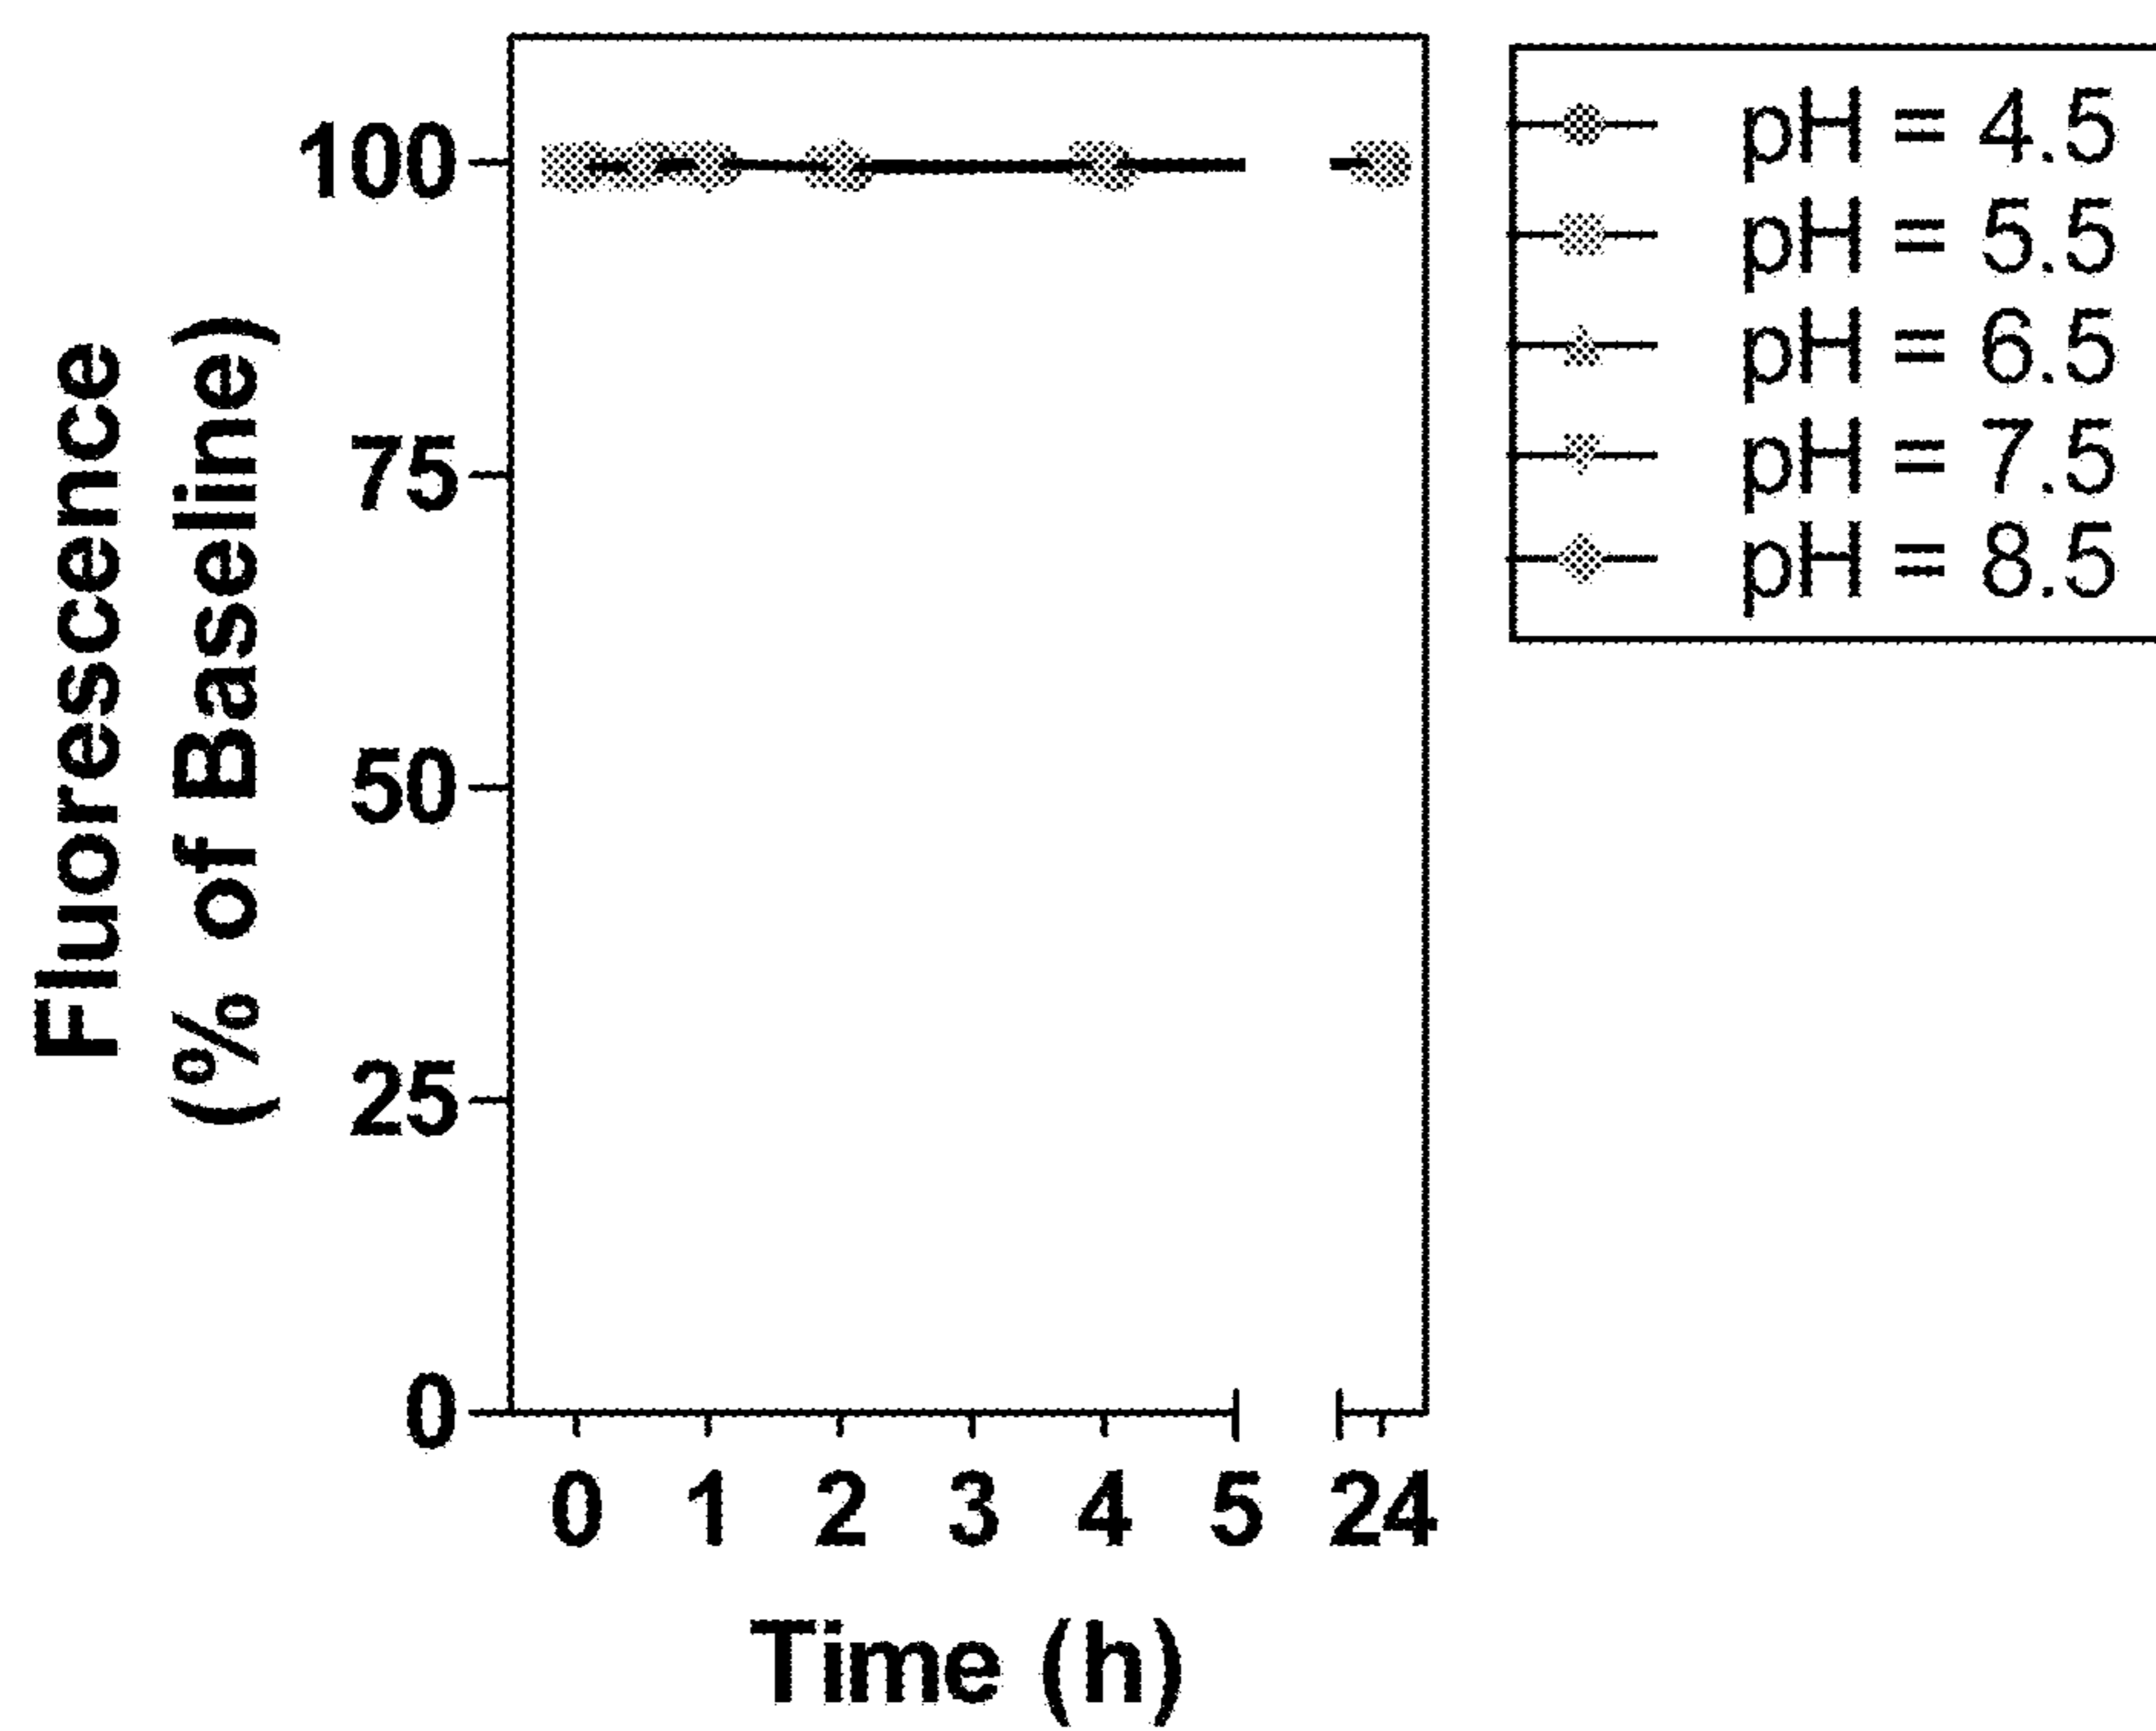 Fluorescence
(% of Baseline)
100
75
50
25
0
0 1 2 3 4 5 24
Time (h)
pH = 4.5
pH = 5.5
pH = 6.5
pH = 7.5
pH = 8.5